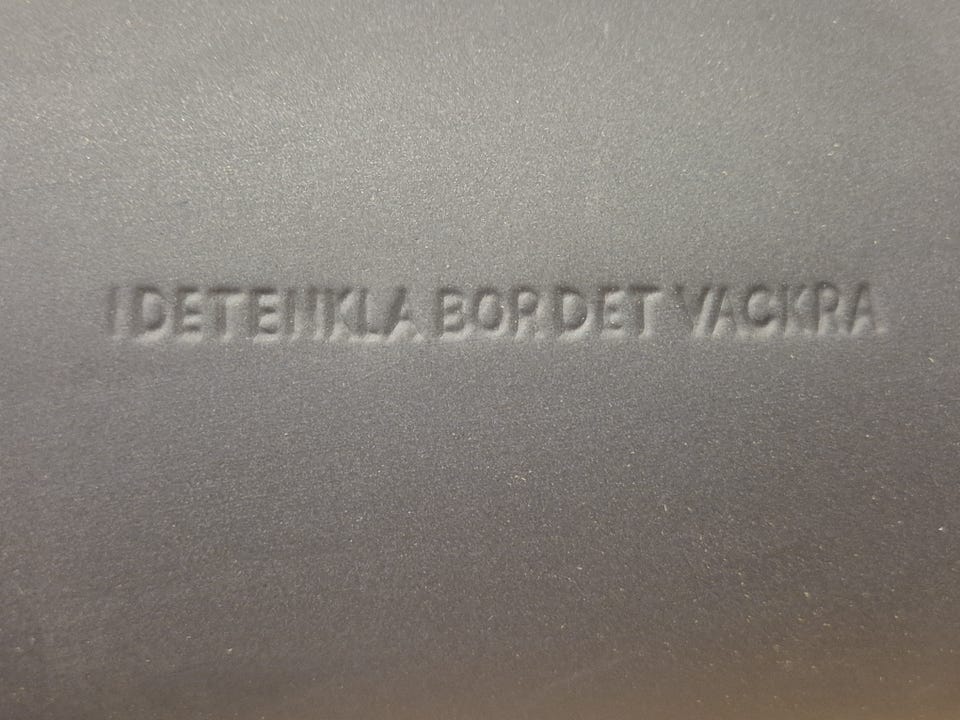 I DET ENKLA BOR DET VACKRA